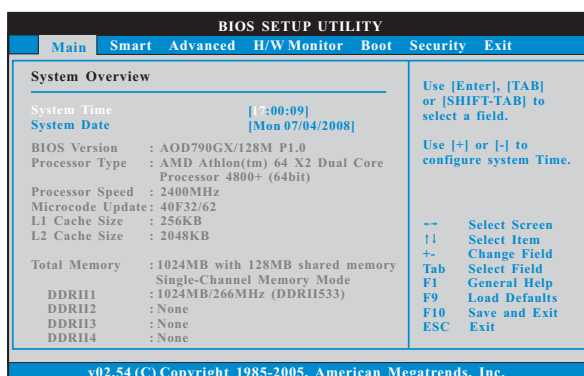 BIOS SETUP UTILITY
Main Smart Advanced H/W Monitor Boot Security Exit
System Overview
System Time [17:00:09]
System Date [Mon 07/04/2008]
BIOS Version : AOD790GX/128M P1.0
Processor Type : AMD Athlon(tm) 64 X2 Dual Core
Processor 4800+ (64bit)
Processor Speed : 2400MHz
Microcode Update : 40F32/62
L1 Cache Size : 256KB
L2 Cache Size : 2048KB
Total Memory : 1024MB with 128MB shared memory
Single-Channel Memory Mode
DDRII1 : 1024MB/266MHz (DDRII533)
DDRII2 : None
DDRII3 : None
DDRII4 : None
Use [Enter], [TAB]
or [SHIFT-TAB] to
select a field.
Use [+] or [-] to
configure system Time.
←→ Select Screen
↑↓ Select Item
+- Change Field
Tab Select Field
F1 General Help
F9 Load Defaults
F10 Save and Exit
ESC Exit
v02.54 (C) Copyright 1985-2005, American Megatrends, Inc.